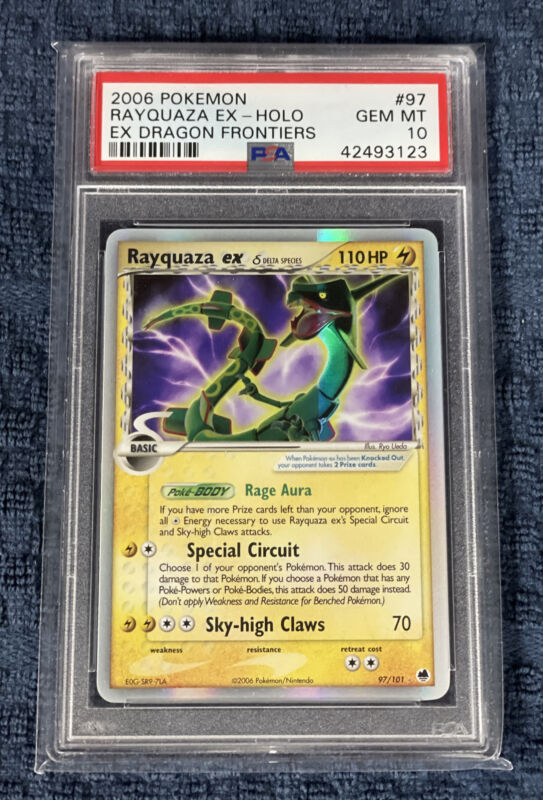 2006 POKEMON #97
RAYQUAZA EX-HOLO GEM MT
EX DRAGON FRONTIERS 10
PSA 42493123
Rayquaza ex δ DELTA SPECIES 110 HP
BASIC
Illus. Ryo Ueda
When Pokémon-ex has been Knocked Out,
your opponent takes 2 Prize cards.
Poké-BODY Rage Aura
If you have more Prize cards left than your opponent, ignore
all Energy necessary to use Rayquaza ex's Special Circuit
and Sky-high Claws attacks.
Special Circuit
Choose 1 of your opponent's Pokémon. This attack does 30
damage to that Pokémon. If you choose a Pokémon that has any
Poké-Powers or Poké-Bodies, this attack does 50 damage instead.
(Don't apply Weakness and Resistance for Benched Pokémon.)
Sky-high Claws 70
weakness resistance retreat cost
E0G-SR9-7LA ©2006 Pokémon/Nintendo 97/101